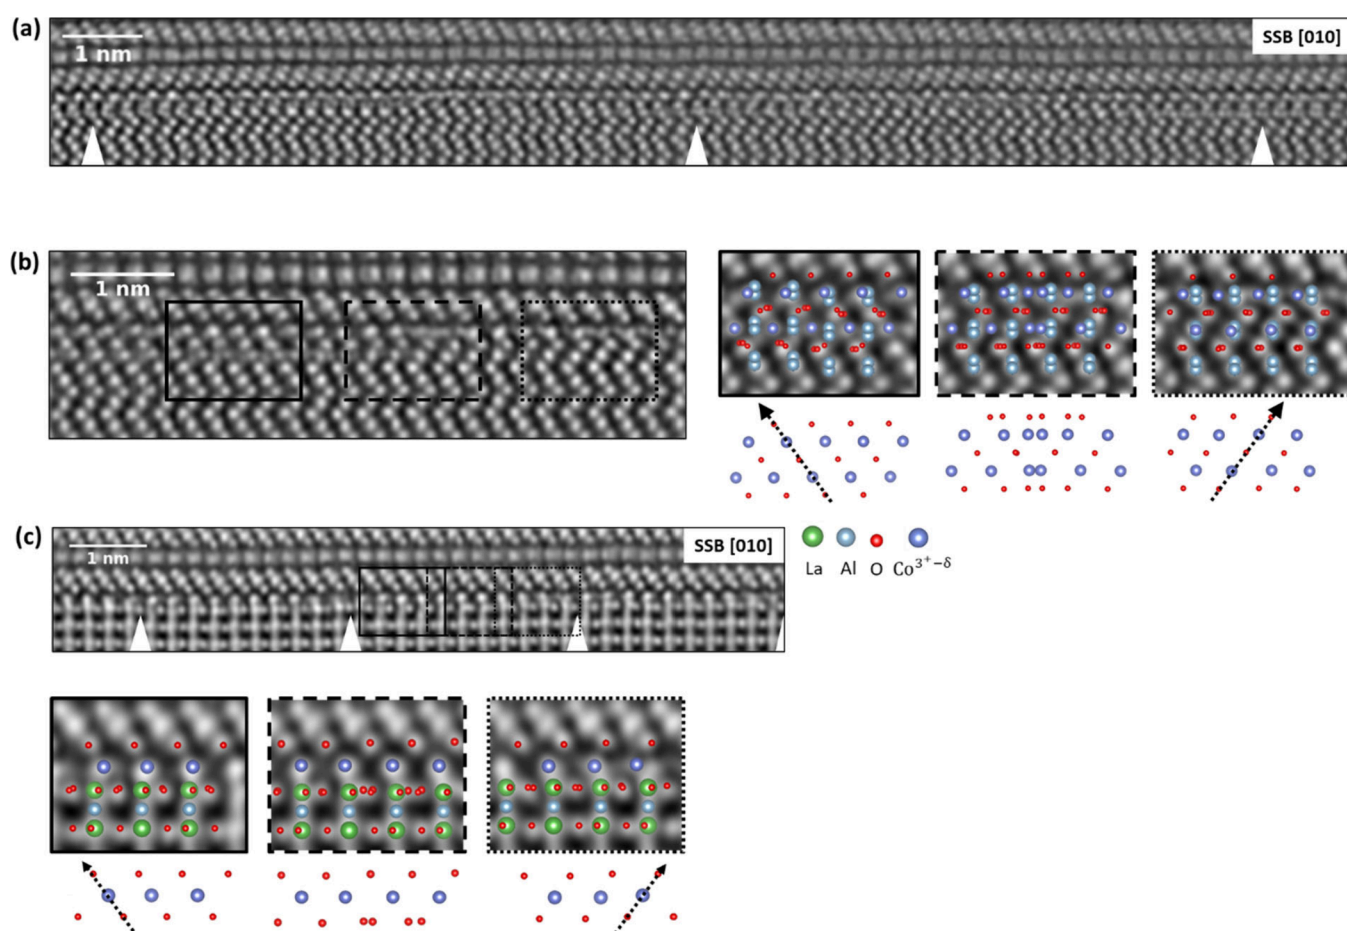 (a)
1 nm
SSB [010]
(b)
1 nm
(c)
1 nm
SSB [010]
La Al O Co³⁺⁻ᵟ